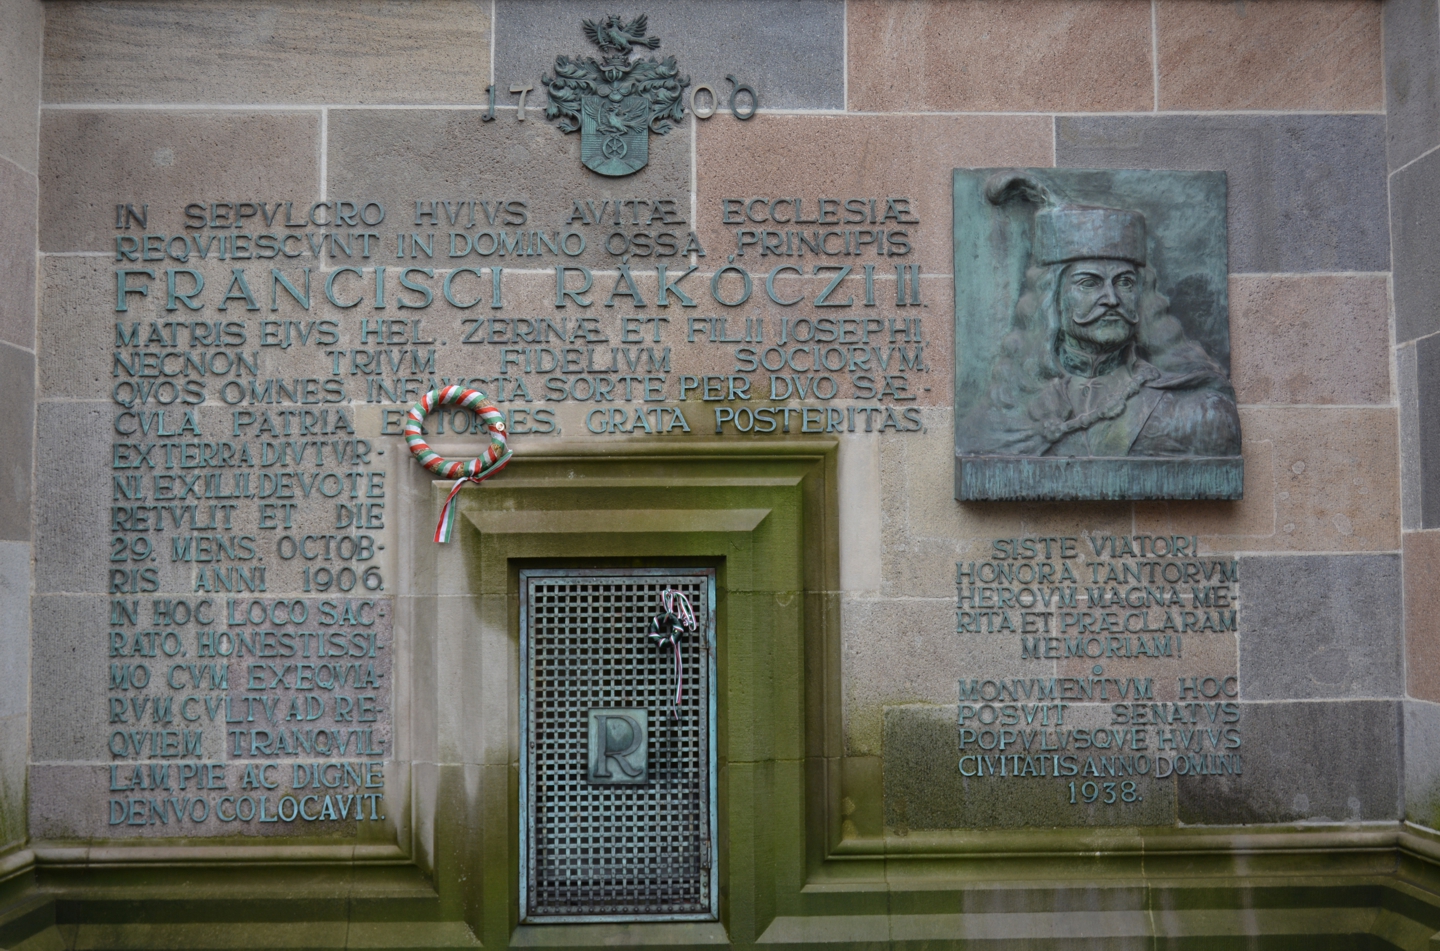 1706
IN SEPVLCRO HVJVS AVITÆ ECCLESIÆ
REQVIESCVNT IN DOMINO OSSA PRINCIPIS
FRANCISCI RÁKÓCZI II
MATRIS EJVS HEL. ZERINÆ ET FILII JOSEPHI,
NECNON TRIVM FIDELIVM SOCIORVM,
QVOS OMNES, INFAVSTA SORTE PER DVO SÆ-
CVLA PATRIA EXTORRES, GRATA POSTERITAS,
EX TERRA DIVTVR-
NI EXILII DEVOTE
RETVLIT ET DIE
29. MENS. OCTOB-
RIS ANNI 1906.
IN HOC LOCO SAC-
RATO, HONESTISSI-
MO CVM EXEQVIA-
RVM CVLTV, AD RE-
QVIEM TRANQVIL-
LAM PIE AC DIGNE
DENVO COLOCAVIT.
R
SISTE VIATOR!
HONORA TANTORVM
HEROVM MAGNA ME-
RITA ET PRÆCLARAM
MEMORIAM!
MONVMENTVM HOC
POSVIT SENATVS
POPVLVSQVE HVJVS
CIVITATIS ANNO DOMINI
1938.